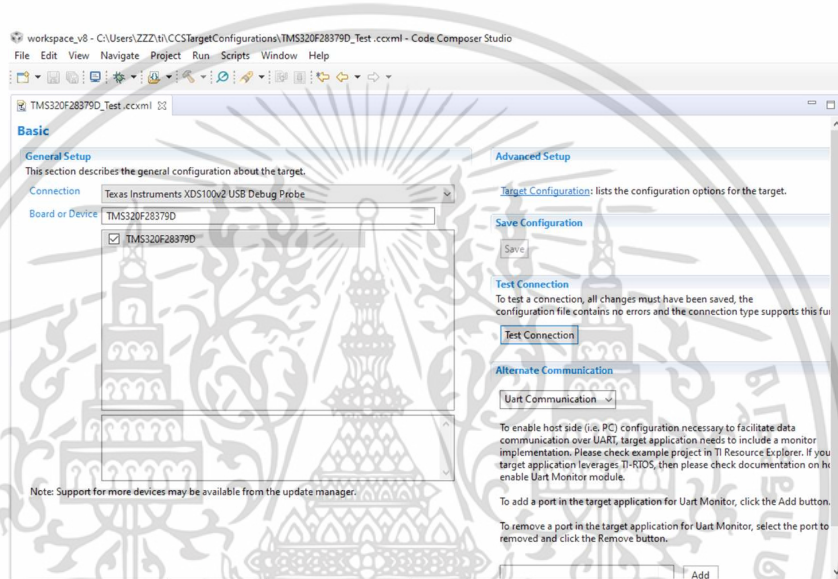 workspace_v8 - C:\Users\ZZZ\ti\CCSTargetConfigurations\TMS320F28379D_Test .ccxml - Code Composer Studio
File Edit View Navigate Project Run Scripts Window Help
TMS320F28379D_Test .ccxml
Basic
General Setup
This section describes the general configuration about the target.
Connection
Texas Instruments XDS100v2 USB Debug Probe
Board or Device
TMS320F28379D
TMS320F28379D
Note: Support for more devices may be available from the update manager.
Advanced Setup
Target Configuration: lists the configuration options for the target.
Save Configuration
Save
Test Connection
To test a connection, all changes must have been saved, the
configuration file contains no errors and the connection type supports this
Test Connection
Alternate Communication
Uart Communication
To enable host side (i.e. PC) configuration necessary to facilitate data
communication over UART, target application needs to include a monitor
implementation. Please check example project in TI Resource Explorer. If you
target application leverages TI-RTOS, then please check documentation on
enable Uart Monitor module.
To add a port in the target application for Uart Monitor, click the Add button.
To remove a port in the target application for Uart Monitor, select the port to
removed and click the Remove button.
Add